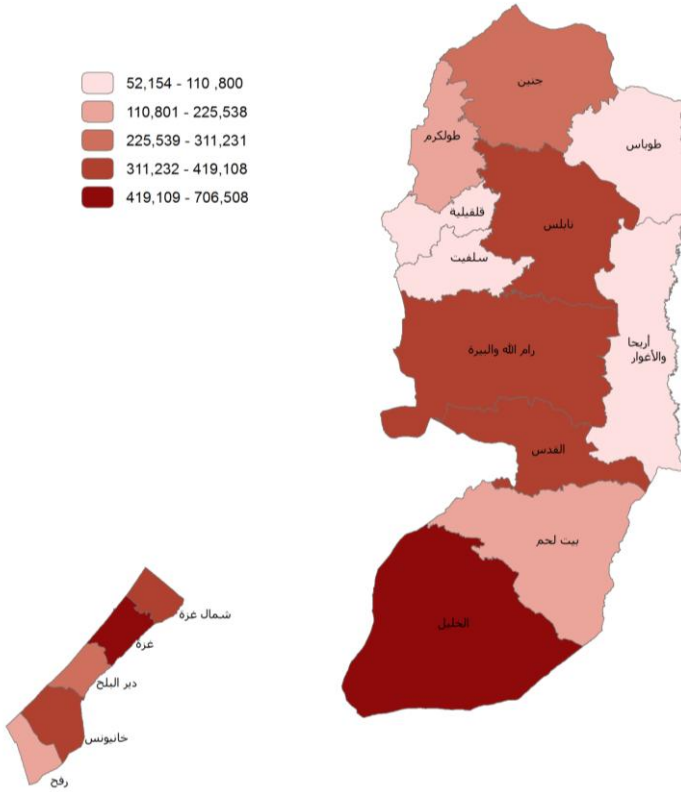 52,154 - 110 ,800
110,801 - 225,538
225,539 - 311,231
311,232 - 419,108
419,109 - 706,508
جنين
طوباس
طولكرم
قلقيلية
نابلس
سلفيت
أريحا
والأغوار
رام الله والبيرة
القدس
بيت لحم
الخليل
شمال غزة
غزة
دير البلح
خانيونس
رفح